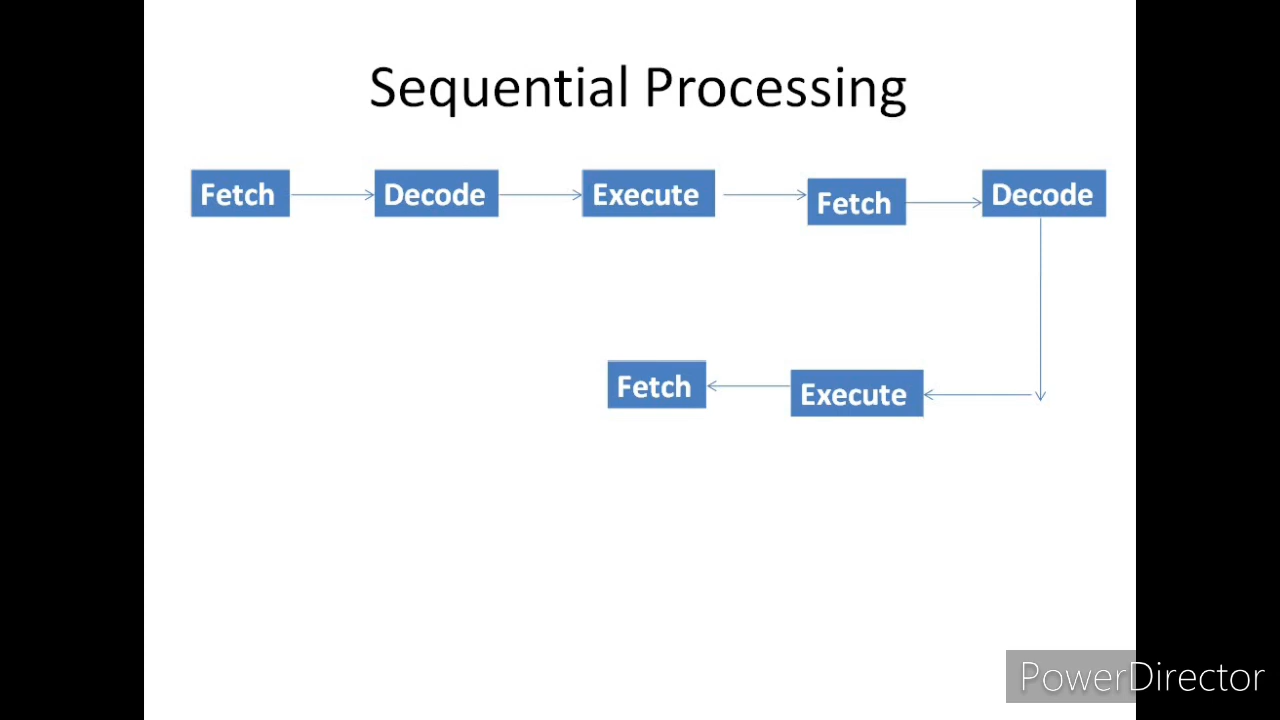 Sequential Processing
Fetch Decode Execute Fetch Decode
Fetch Execute
PowerDirector